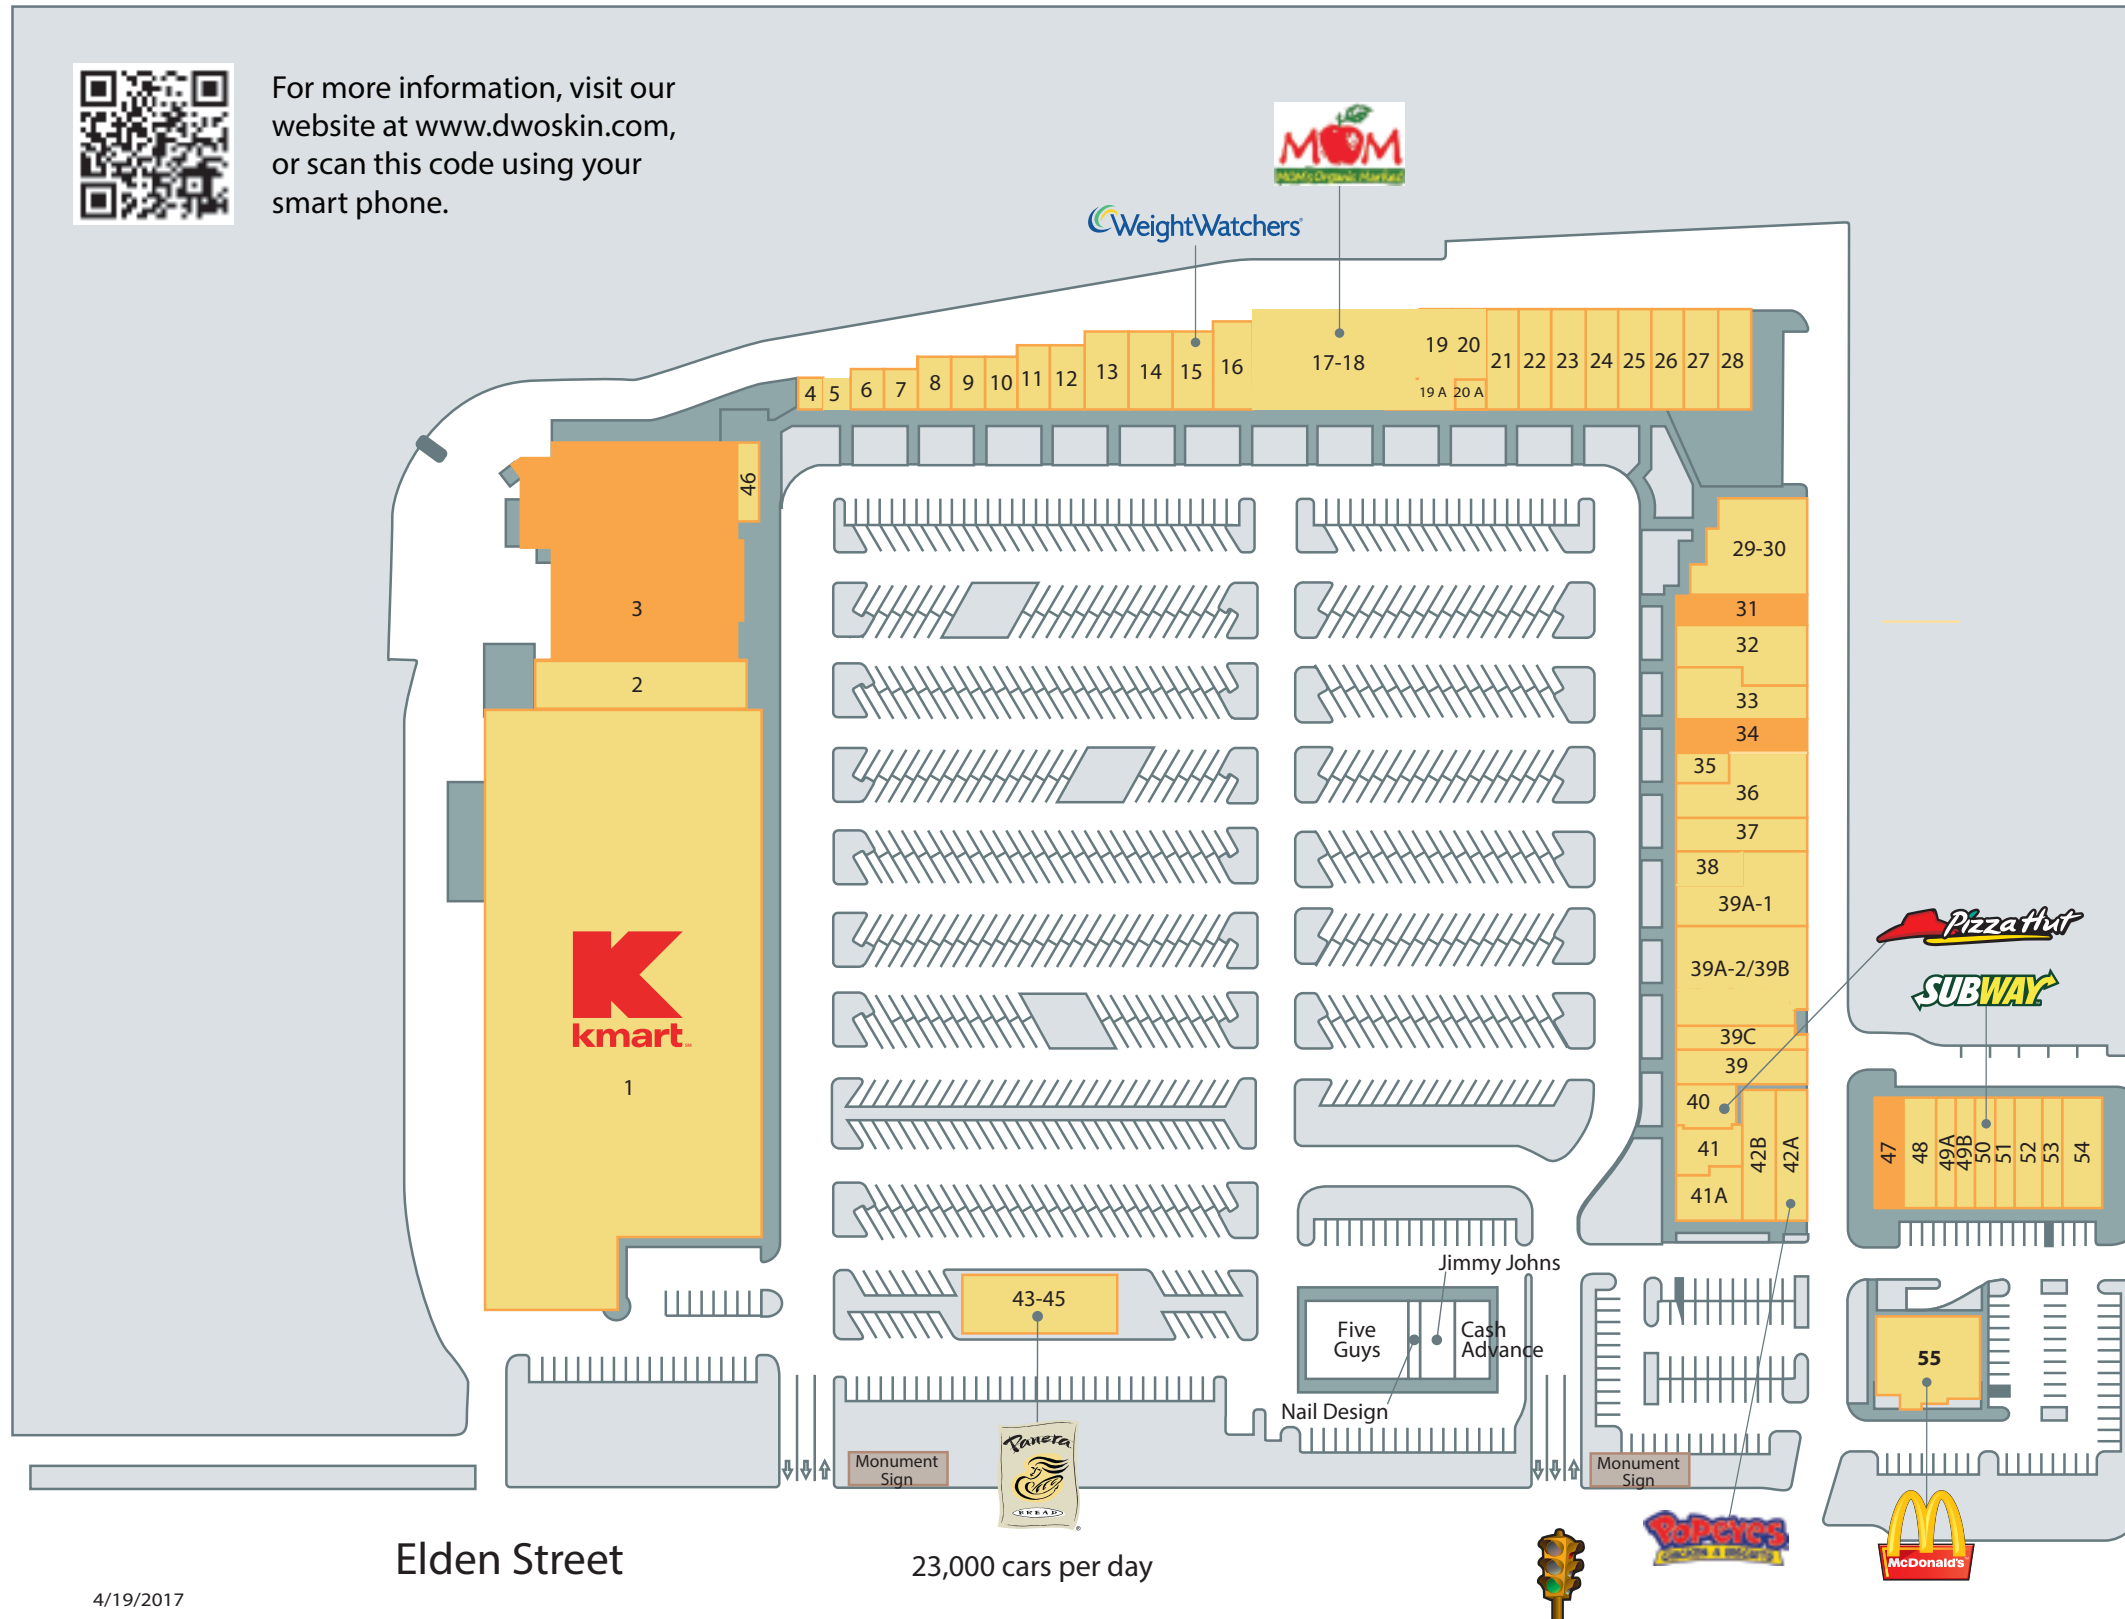 For more information, visit our
website at www.dwoskin.com,
or scan this code using your
smart phone.
MOM
MOM's Organic Market
WeightWatchers
4
5
6
7
8
9
10
11
12
13
14
15
16
17-18
19
20
19 A
20 A
21
22
23
24
25
26
27
28
46
3
2
kmart
1
29-30
31
32
33
34
35
36
37
38
39A-1
39A-2/39B
39C
39
40
41
41A
42B
42A
Pizza Hut
SUBWAY
47
48
49A
49B
50
51
52
53
54
43-45
Jimmy Johns
Five
Guys
Cash
Advance
Nail Design
55
Monument
Sign
Monument
Sign
Panera
BREAD
POPEYES
CHICKEN & BISCUITS
McDonald's
Elden Street
23,000 cars per day
4/19/2017